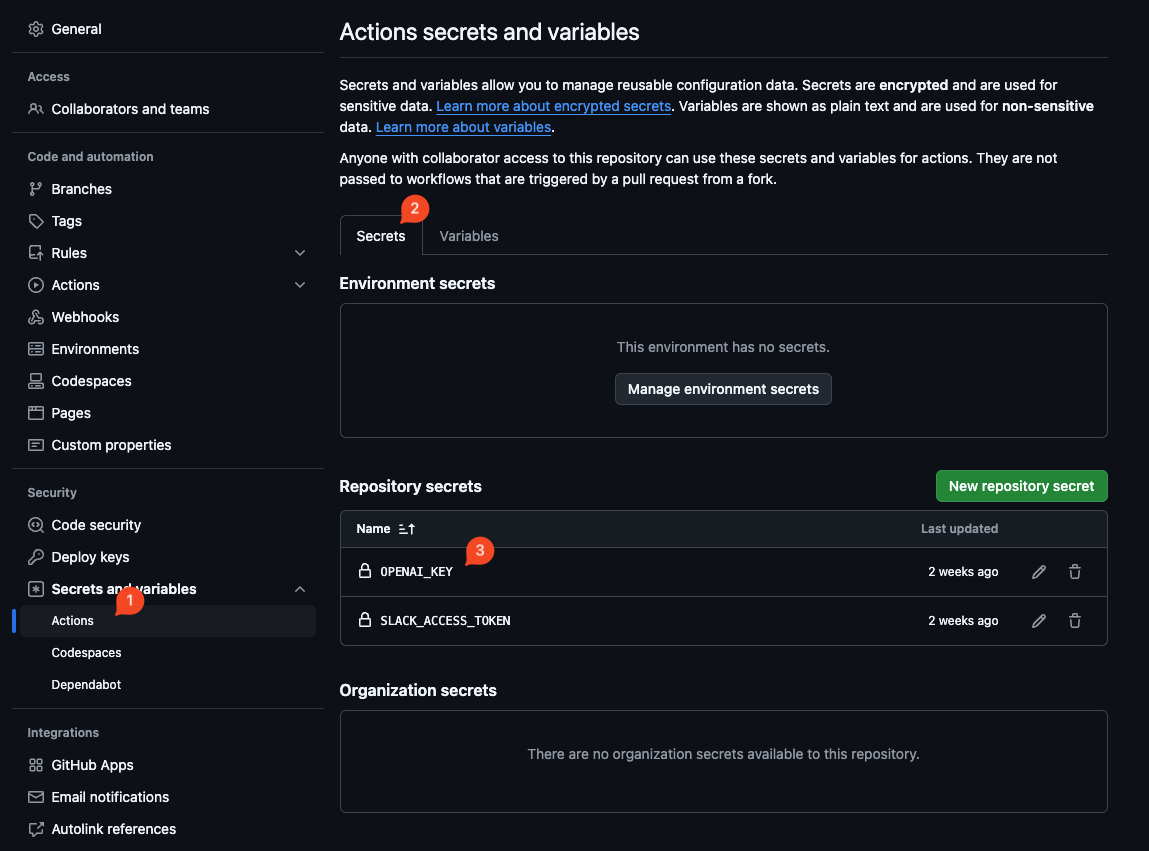 General
Access
Collaborators and teams
Code and automation
Branches
Tags
Rules
Actions
Webhooks
Environments
Codespaces
Pages
Custom properties
Security
Code security
Deploy keys
Secrets and variables
1
Actions
Codespaces
Dependabot
Integrations
GitHub Apps
Email notifications
Autolink references
Actions secrets and variables
Secrets and variables allow you to manage reusable configuration data. Secrets are encrypted and are used for
sensitive data. Learn more about encrypted secrets. Variables are shown as plain text and are used for non-sensitive
data. Learn more about variables.
Anyone with collaborator access to this repository can use these secrets and variables for actions. They are not
passed to workflows that are triggered by a pull request from a fork.
2
Secrets Variables
Environment secrets
This environment has no secrets.
Manage environment secrets
Repository secrets New repository secret
Name Last updated
3
OPENAI_KEY 2 weeks ago
SLACK_ACCESS_TOKEN 2 weeks ago
Organization secrets
There are no organization secrets available to this repository.